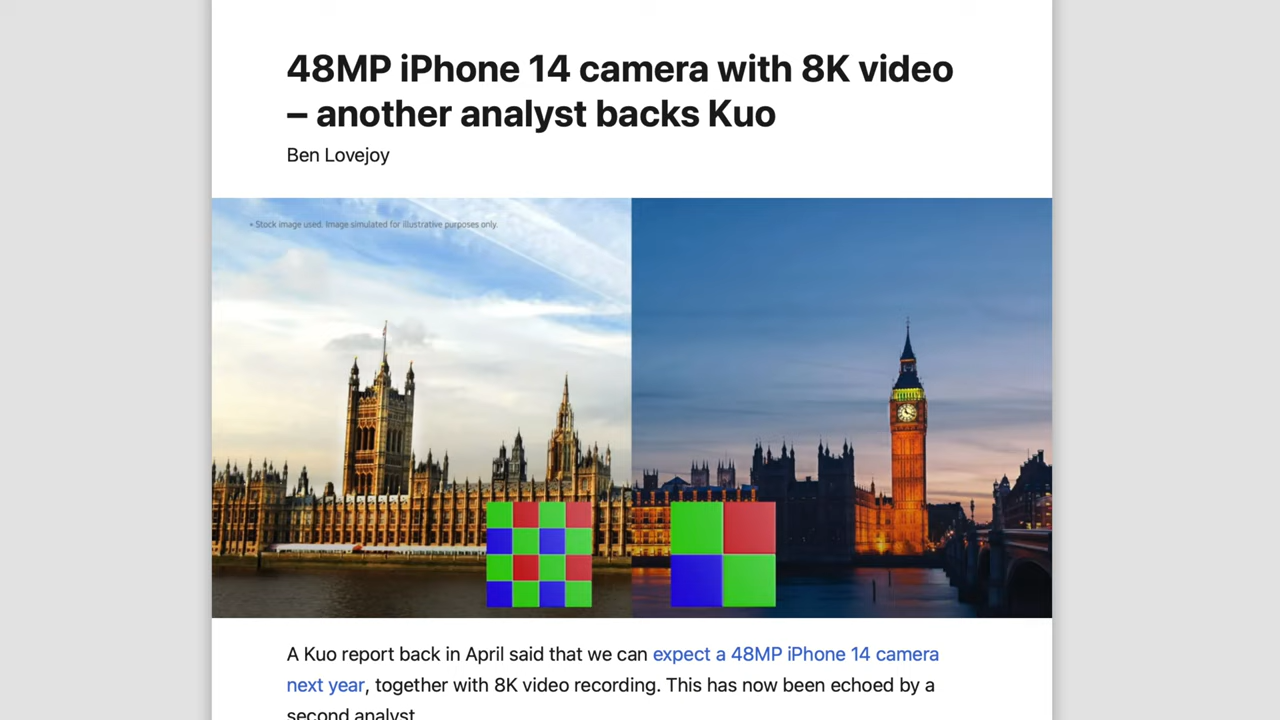 48MP iPhone 14 camera with 8K video
– another analyst backs Kuo
Ben Lovejoy
* Stock image used. Image simulated for illustrative purposes only.
A Kuo report back in April said that we can expect a 48MP iPhone 14 camera
next year, together with 8K video recording. This has now been echoed by a
second analyst